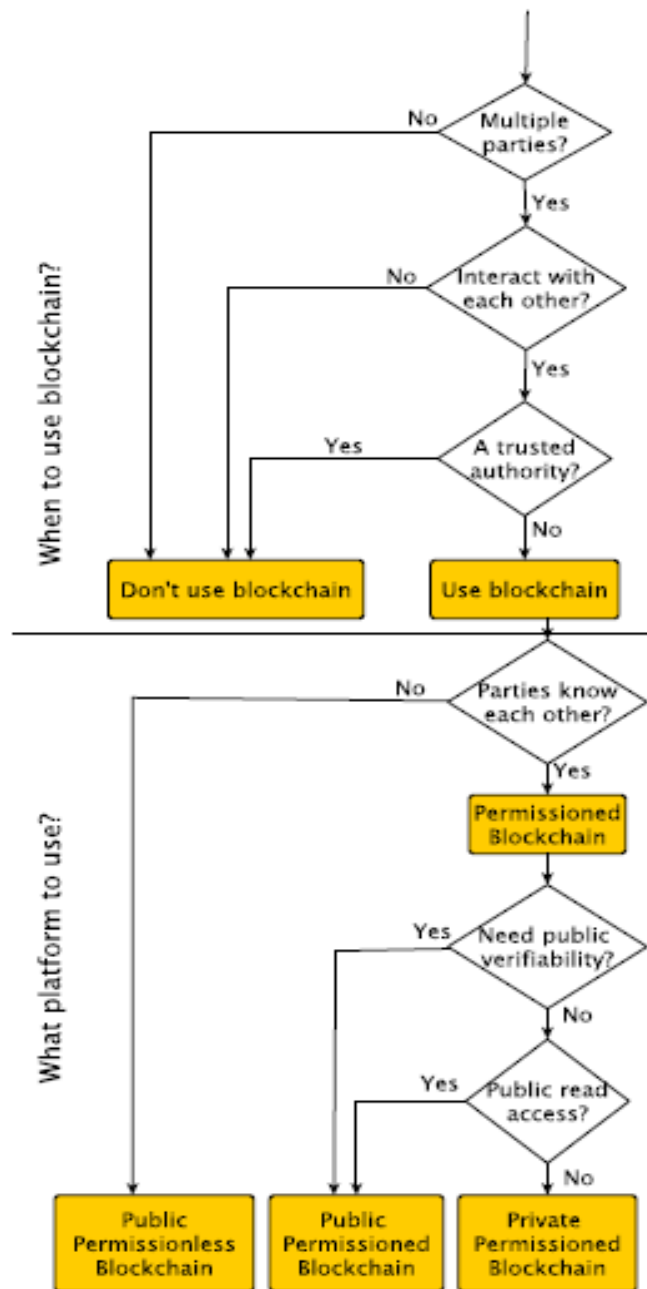 No
Multiple
parties?
Yes
No
Interact with
each other?
Yes
Yes
A trusted
authority?
No
When to use blockchain?
Don't use blockchain
Use blockchain
No
Parties know
each other?
Yes
Permissioned
Blockchain
What platform to use?
Yes
Need public
verifiability?
No
Yes
Public read
access?
No
Public
Permissionless
Blockchain
Public
Permissioned
Blockchain
Private
Permissioned
Blockchain